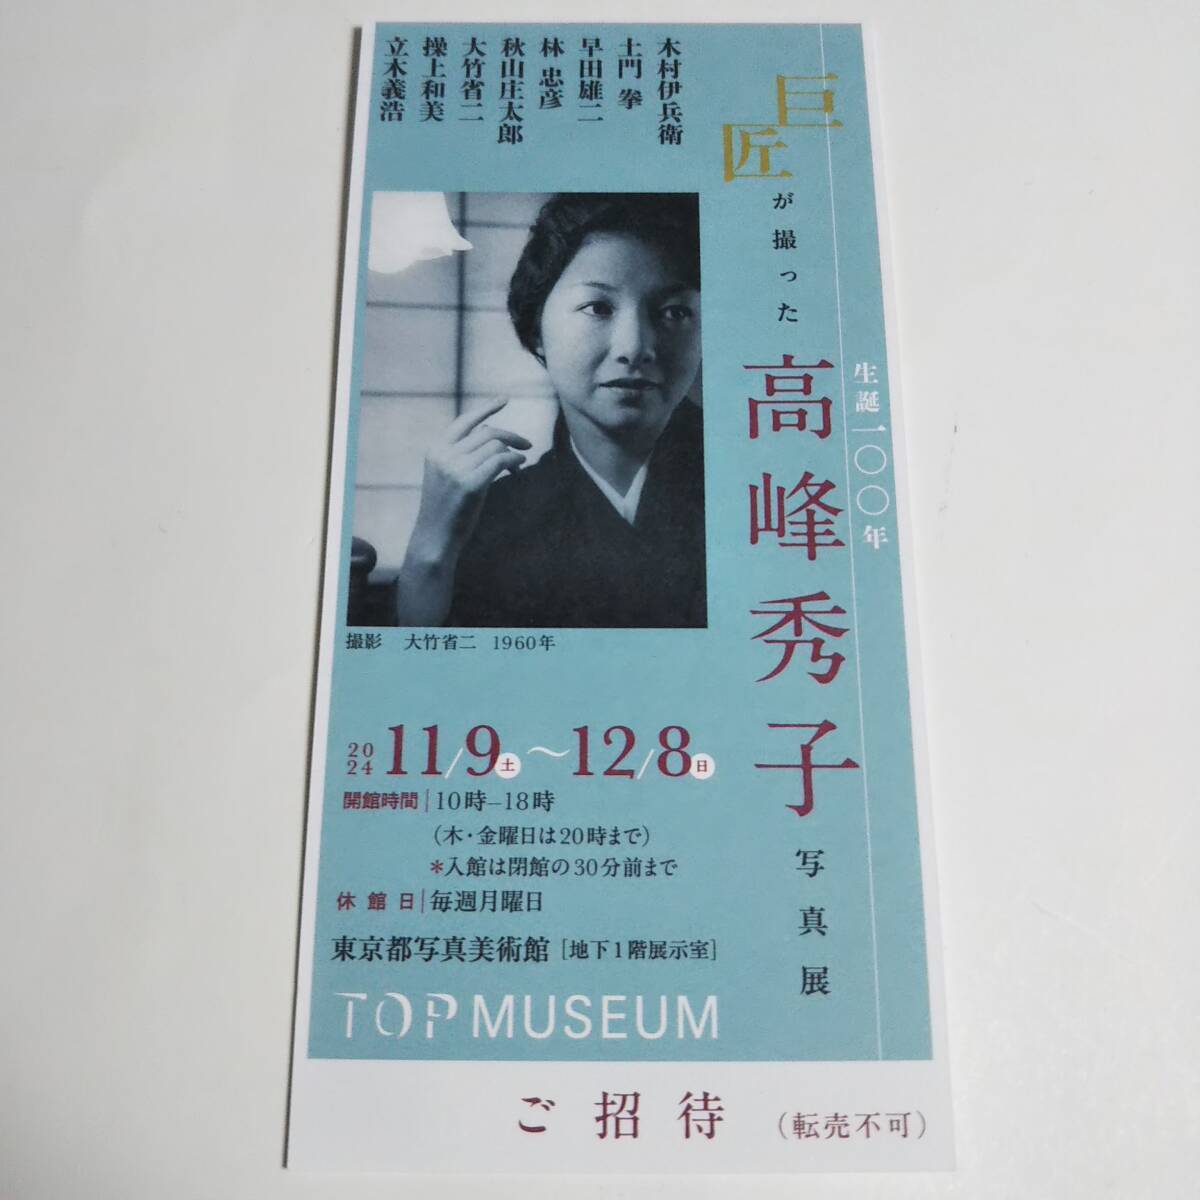 生誕一〇〇年
巨匠が撮った高峰秀子写真展
木村伊兵衛
土門 拳
早田雄二
林 忠彦
秋山庄太郎
大竹省二
操上和美
立木義浩
撮影 大竹省二 1960年
2024 11/9土～12/8日
開館時間|10時–18時
(木・金曜日は20時まで)
*入館は閉館の30分前まで
休館日|毎週月曜日
東京都写真美術館 [地下1階展示室]
TOP MUSEUM
ご招待 (転売不可)